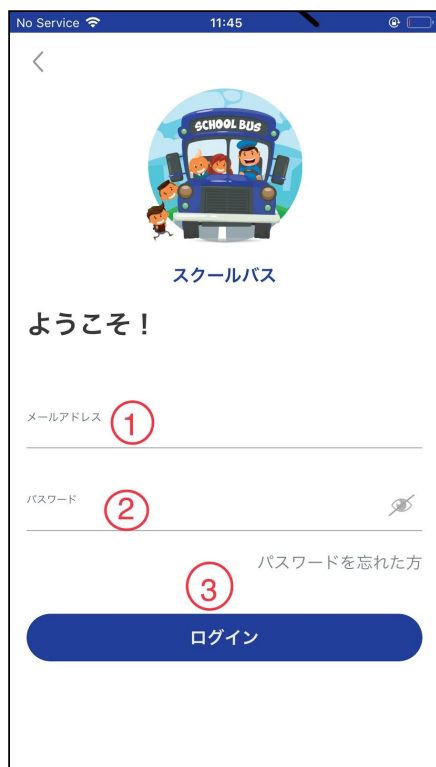 No Service 11:45
SCHOOL BUS
スクールバス
ようこそ！
メールアドレス ①
パスワード ②
パスワードを忘れた方
③
ログイン